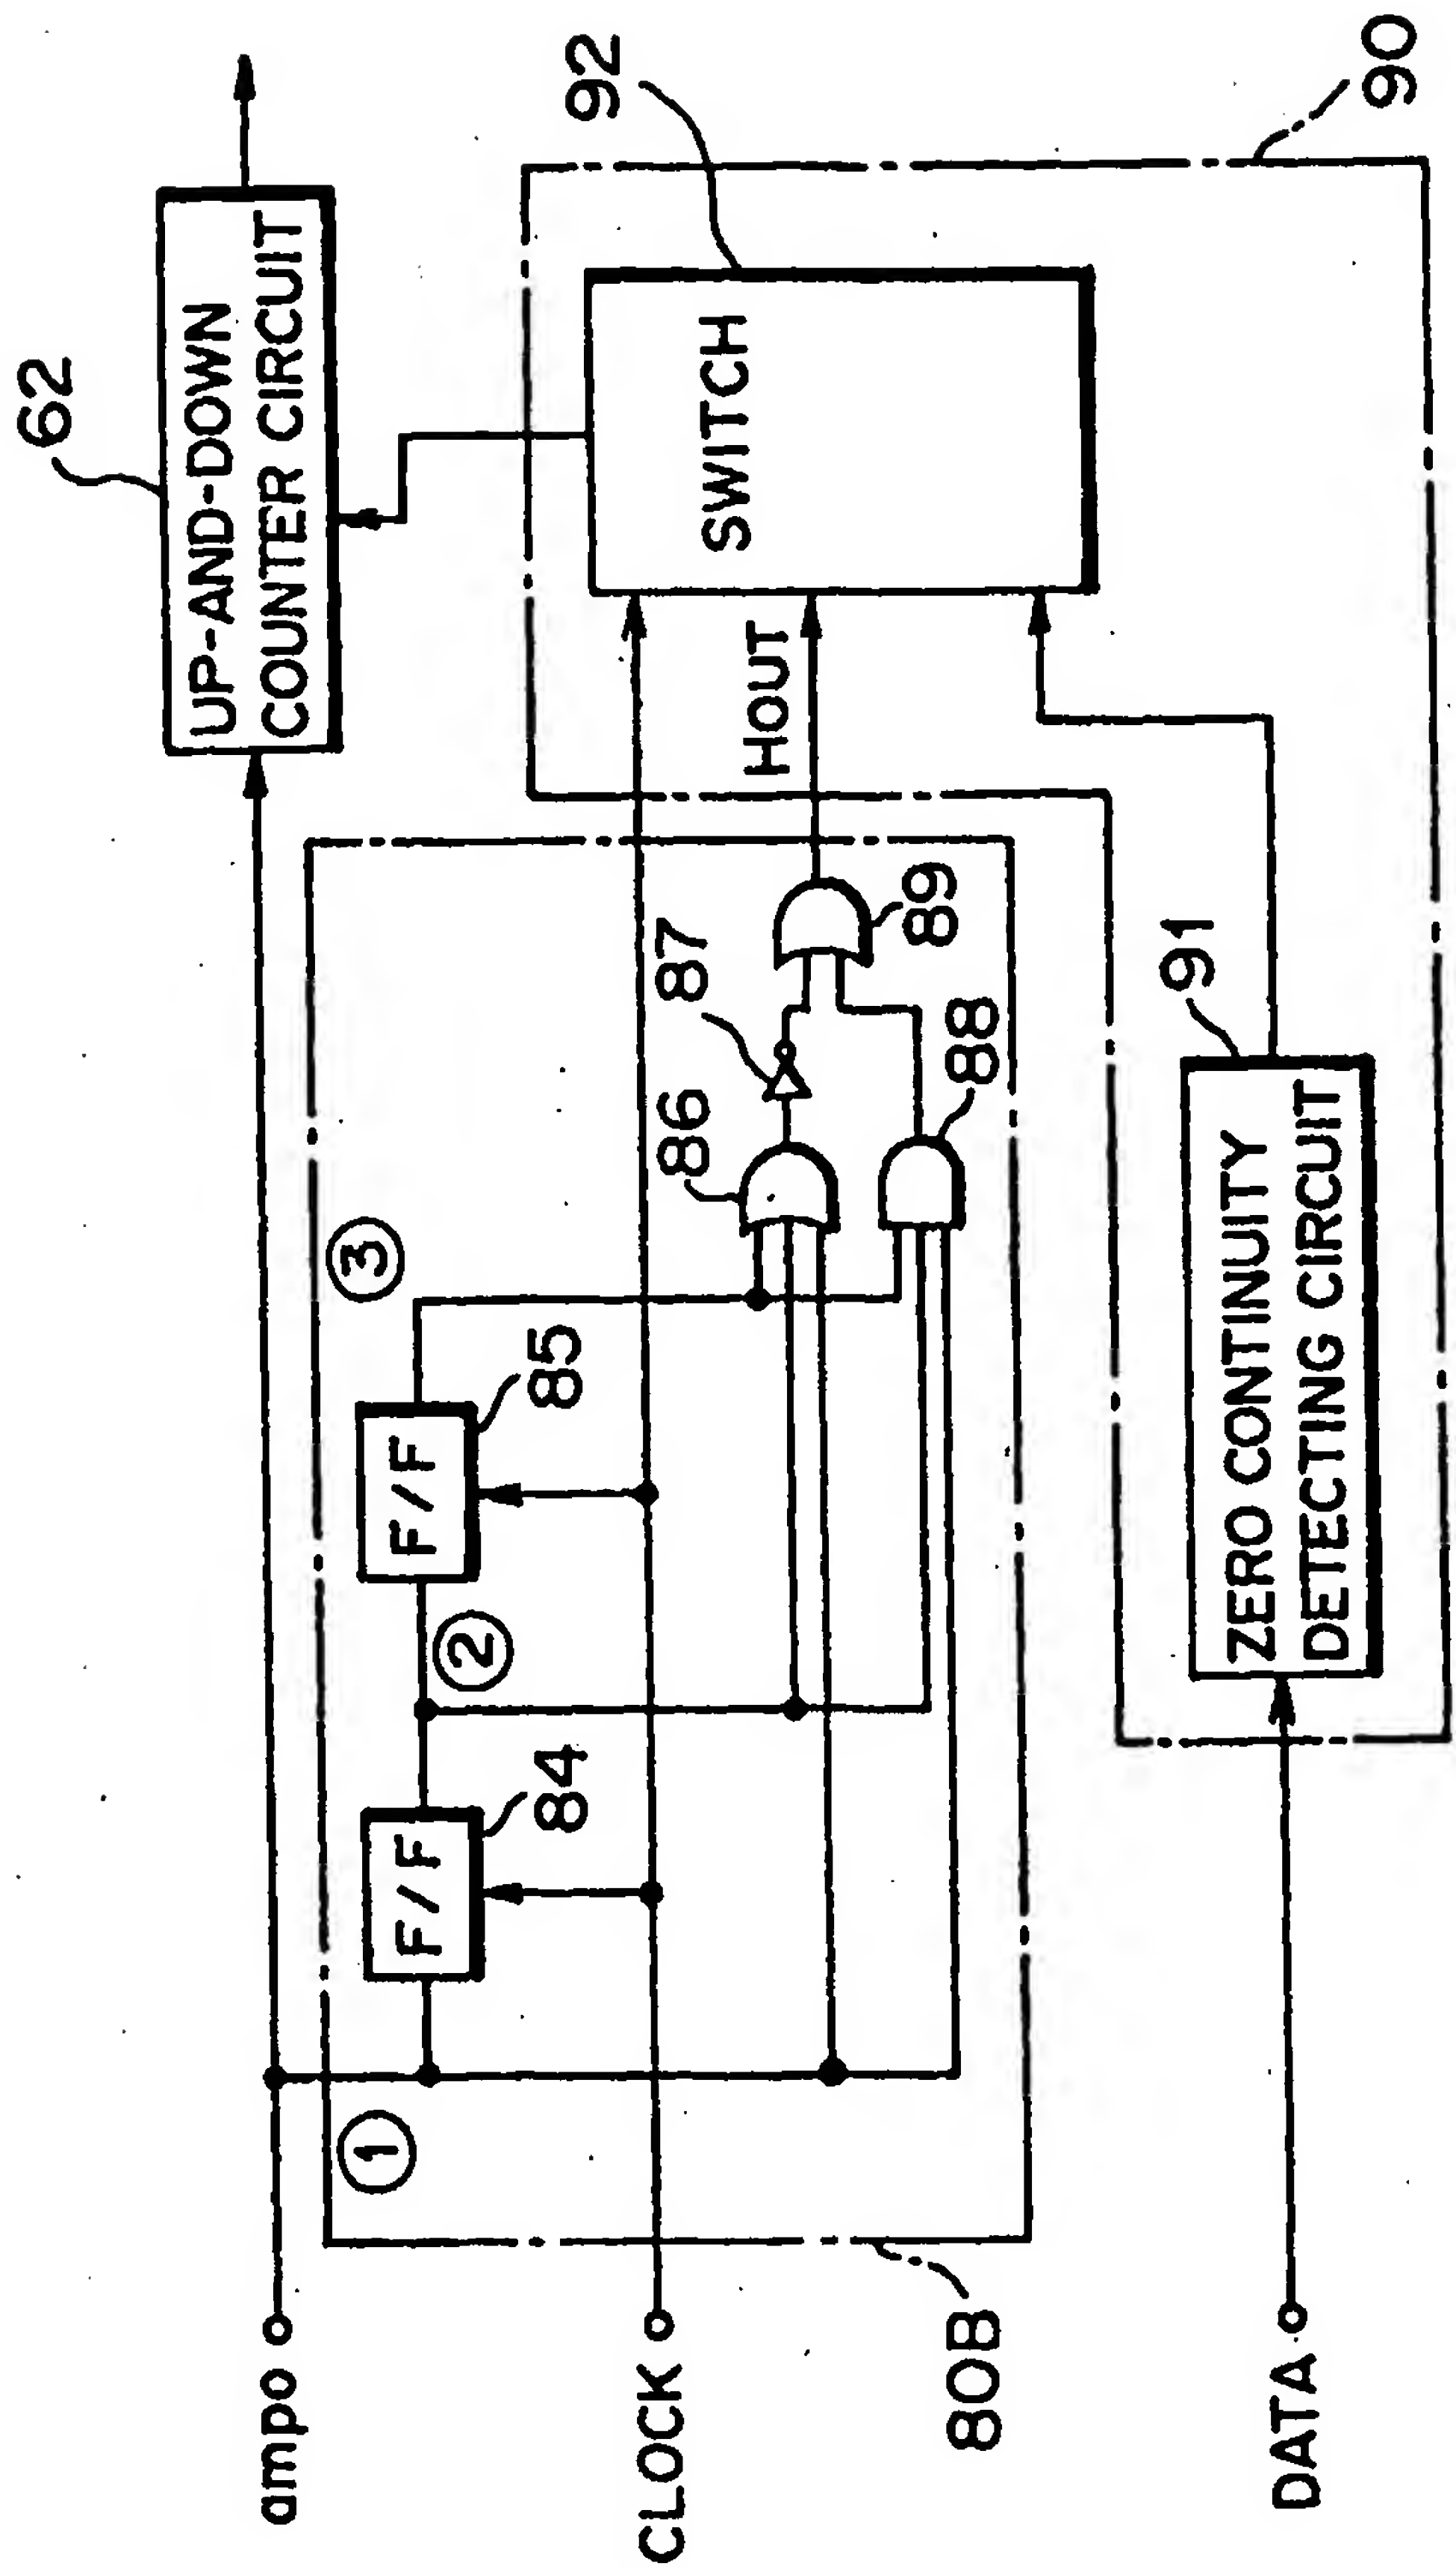 62
UP-AND-DOWN
COUNTER CIRCUIT
92
SWITCH
90
HOUT
ampo
①
F/F
84
②
F/F
85
③
86
87
88
89
CLOCK
80B
91
ZERO CONTINUITY
DETECTING CIRCUIT
DATA